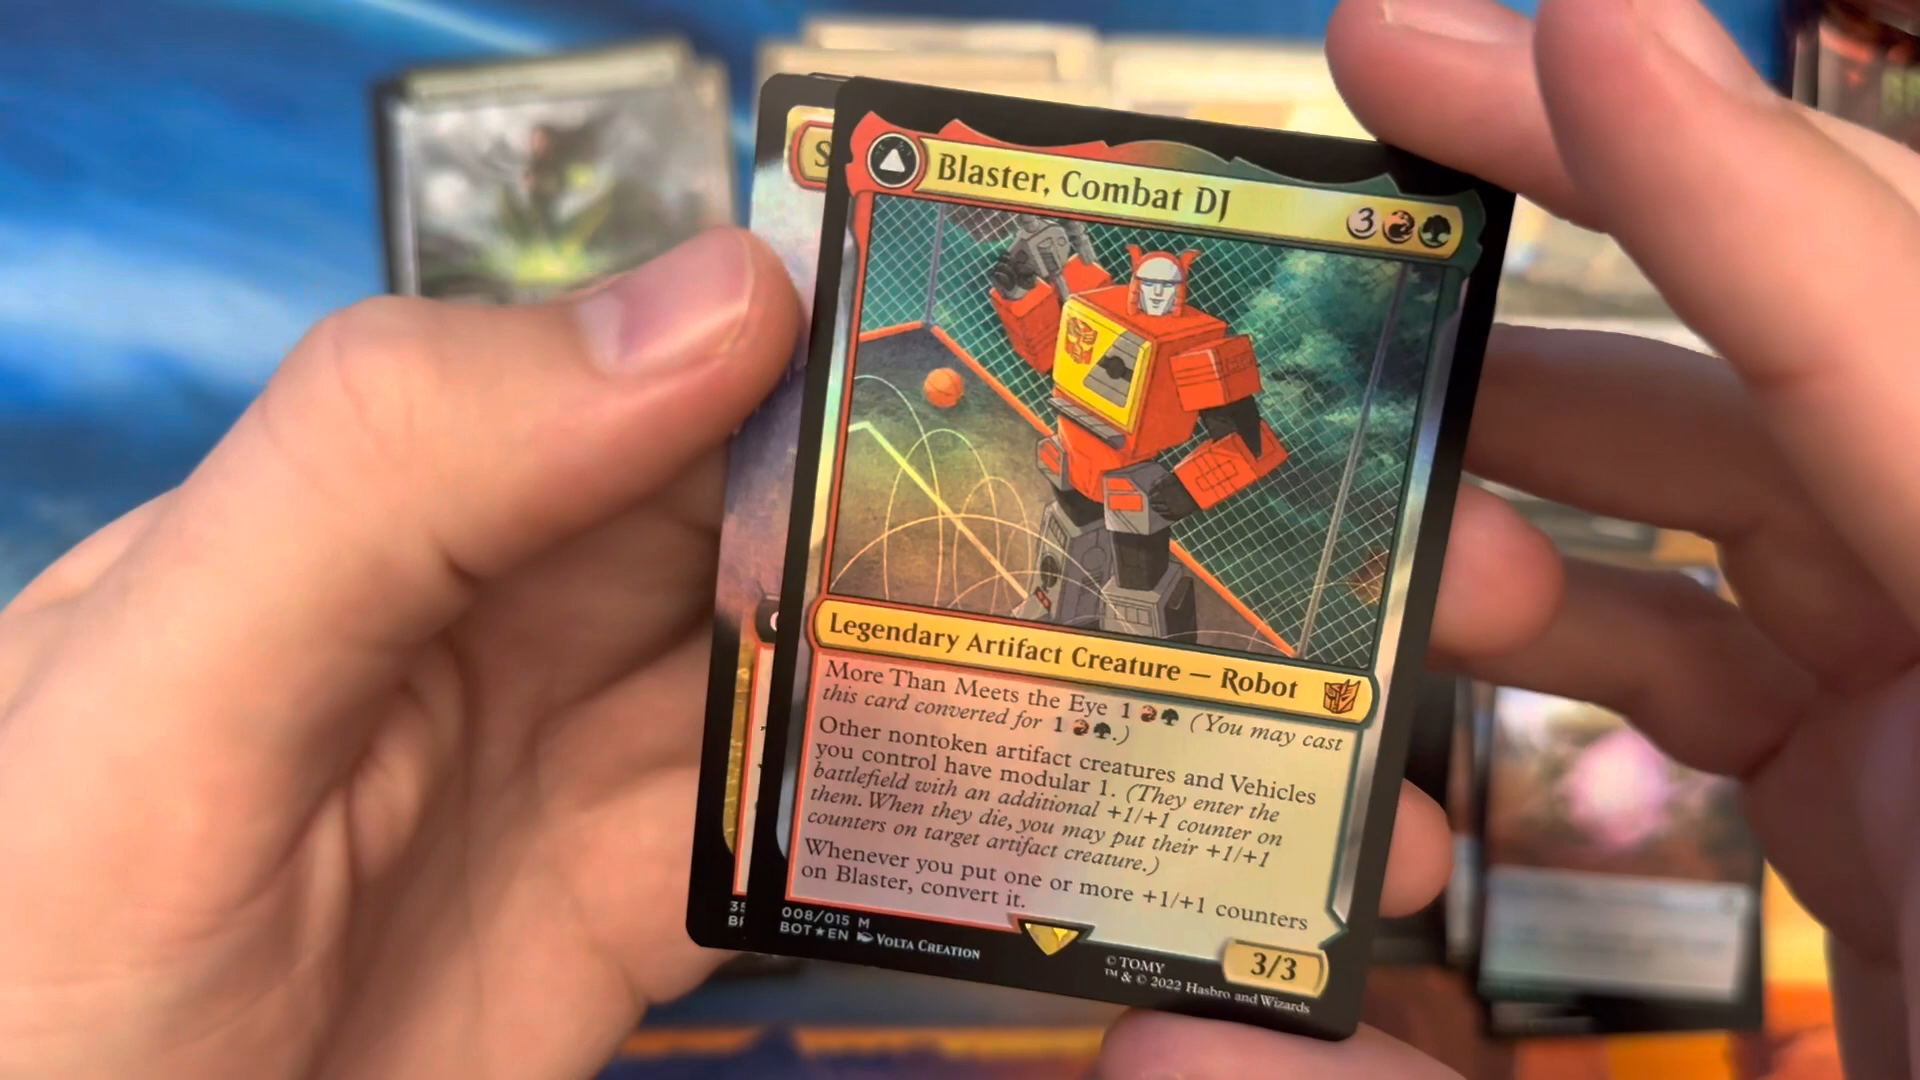 S
Blaster, Combat DJ
3
Legendary Artifact Creature — Robot
More Than Meets the Eye 1 (You may cast
this card converted for 1 .)
Other nontoken artifact creatures and Vehicles
you control have modular 1. (They enter the
battlefield with an additional +1/+1 counter on
them. When they die, you may put their +1/+1
counters on target artifact creature.)
Whenever you put one or more +1/+1 counters
on Blaster, convert it.
3/3
008/015 M
BOT★EN VOLTA CREATION
© TOMY
™ & © 2022 Hasbro and Wizards